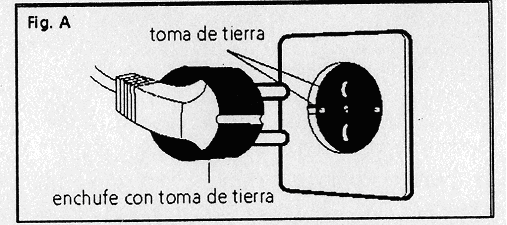 Fig. A
toma de tierra
enchufe con toma de tierra